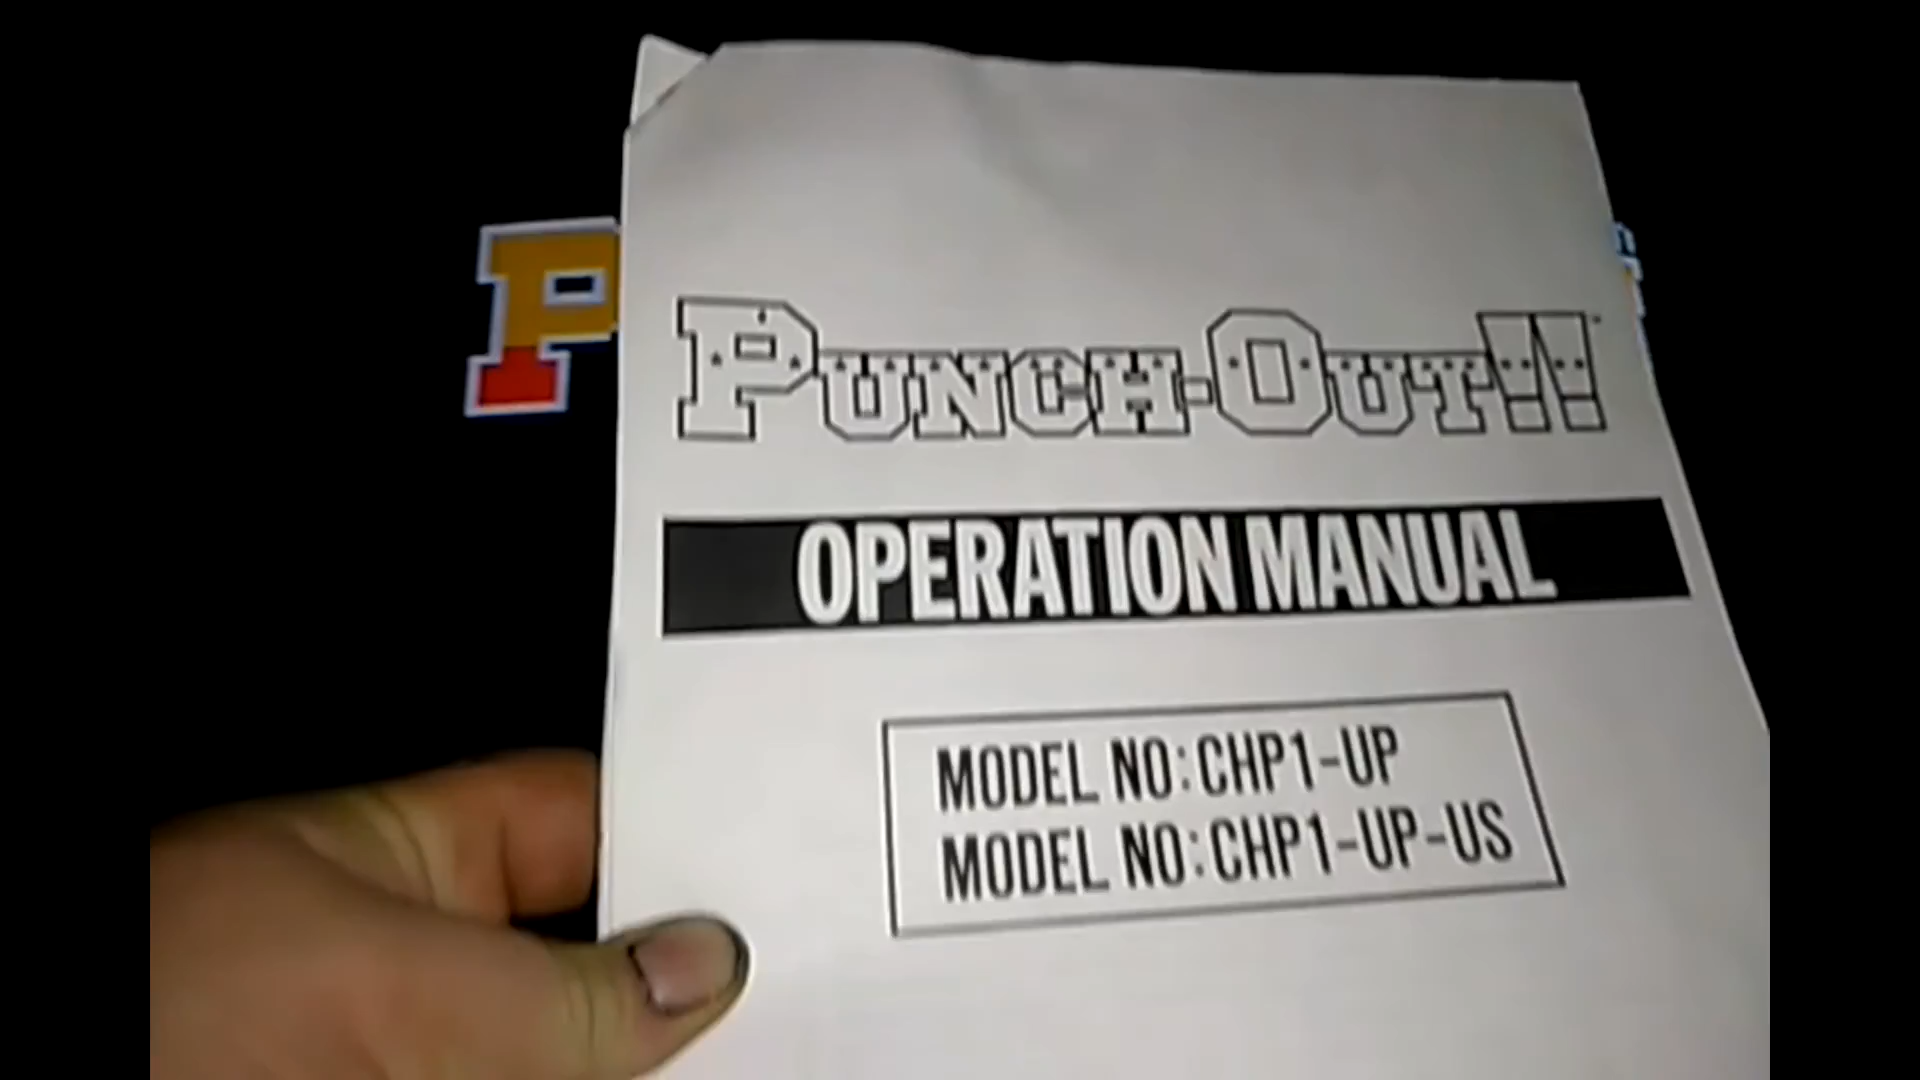 P
PUNCH-OUT!!
OPERATION MANUAL
MODEL NO:CHP1-UP
MODEL NO:CHP1-UP-US